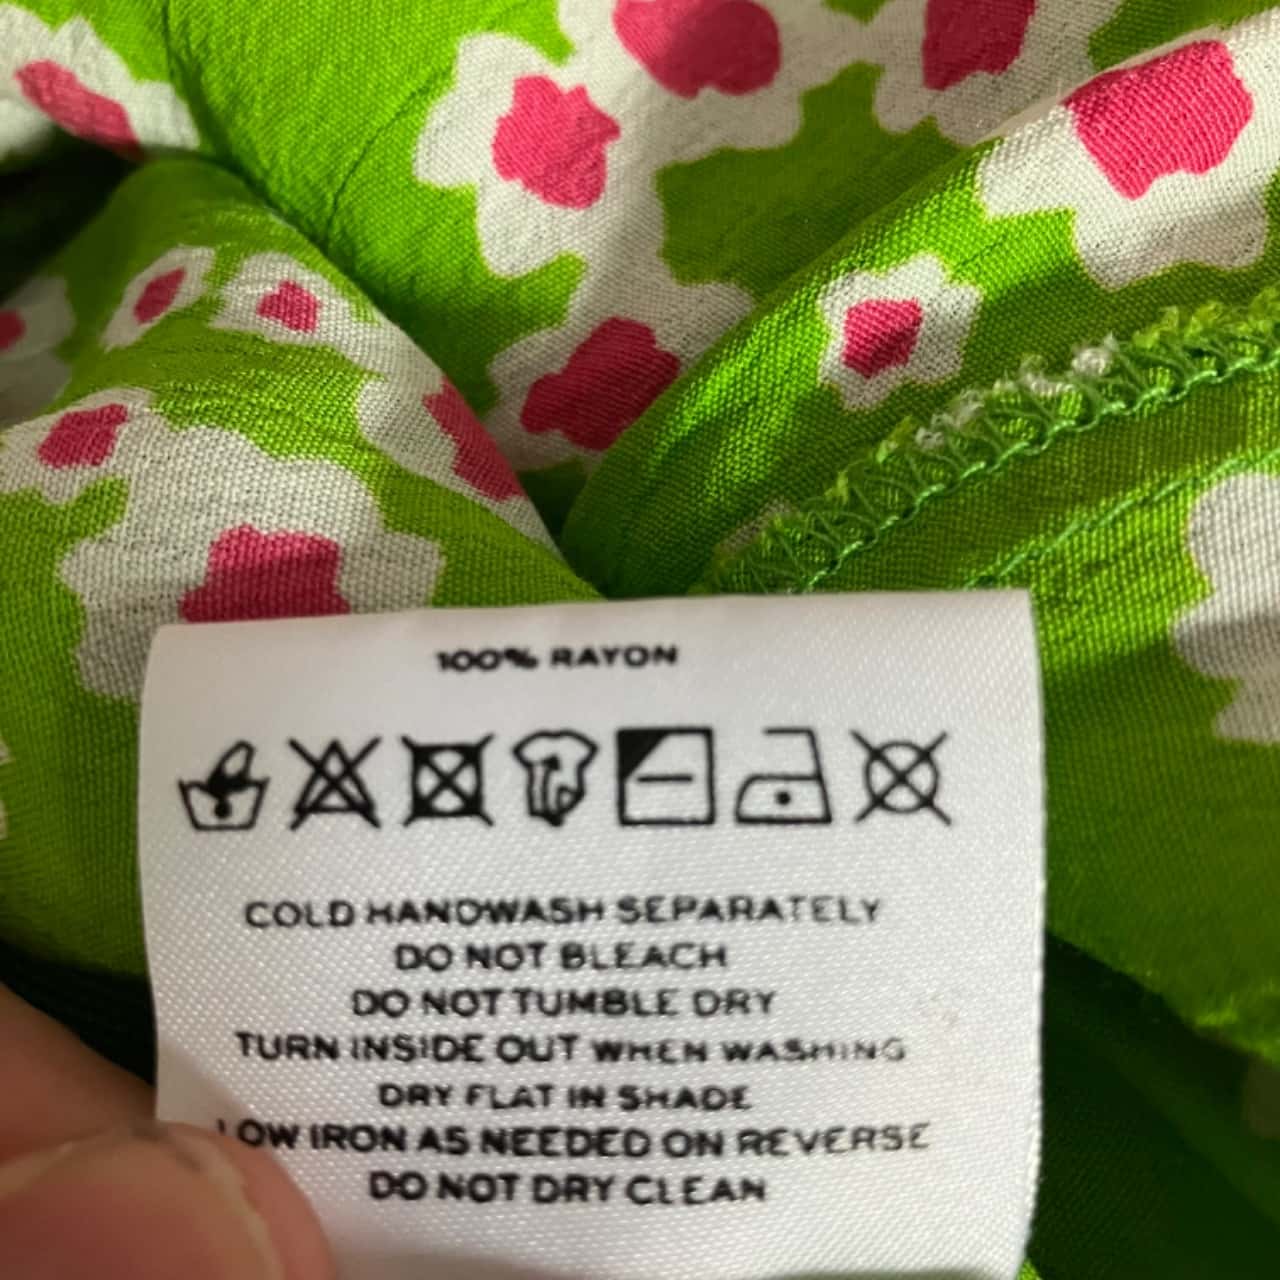 100% RAYON
COLD HANDWASH SEPARATELY
DO NOT BLEACH
DO NOT TUMBLE DRY
TURN INSIDE OUT WHEN WASHING
DRY FLAT IN SHADE
LOW IRON AS NEEDED ON REVERSE
DO NOT DRY CLEAN